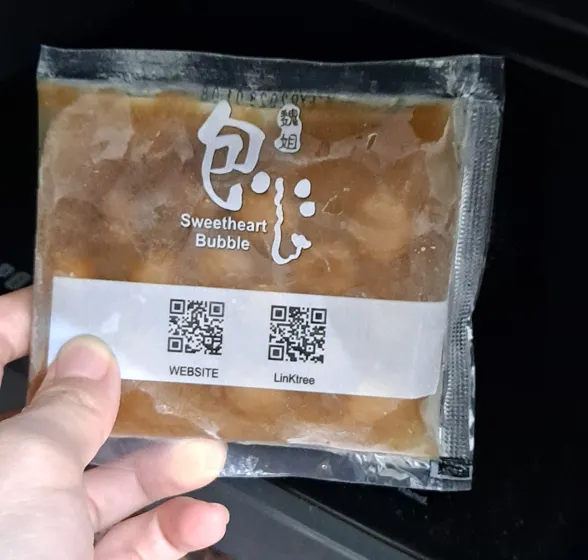 魏
姐
包心
Sweetheart
Bubble
WEBSITE
LinKtree